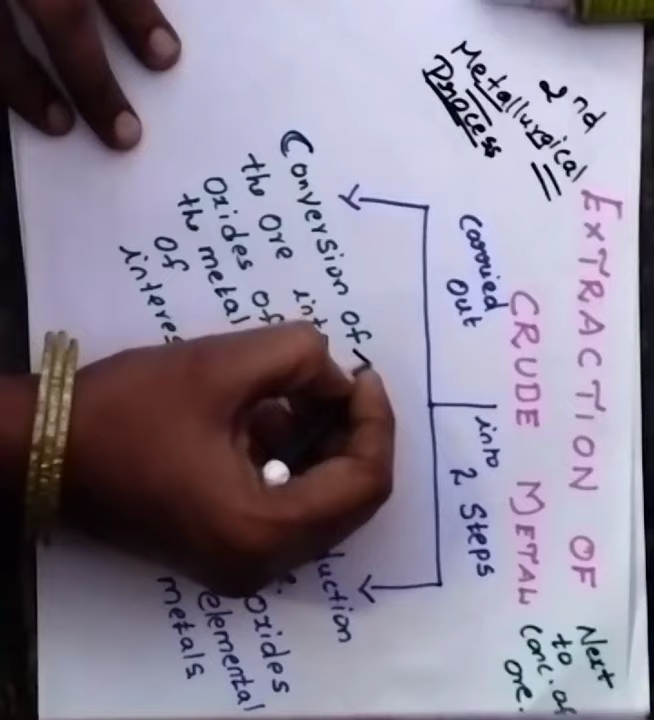 2nd
Metallurgical
Process
EXTRACTION OF
CRUDE METAL
Next
to
Conc. of
ore.
carried
out
into
2 Steps
Conversion of
the ore
oxides of
the metal
of
oxides
elemental
metals